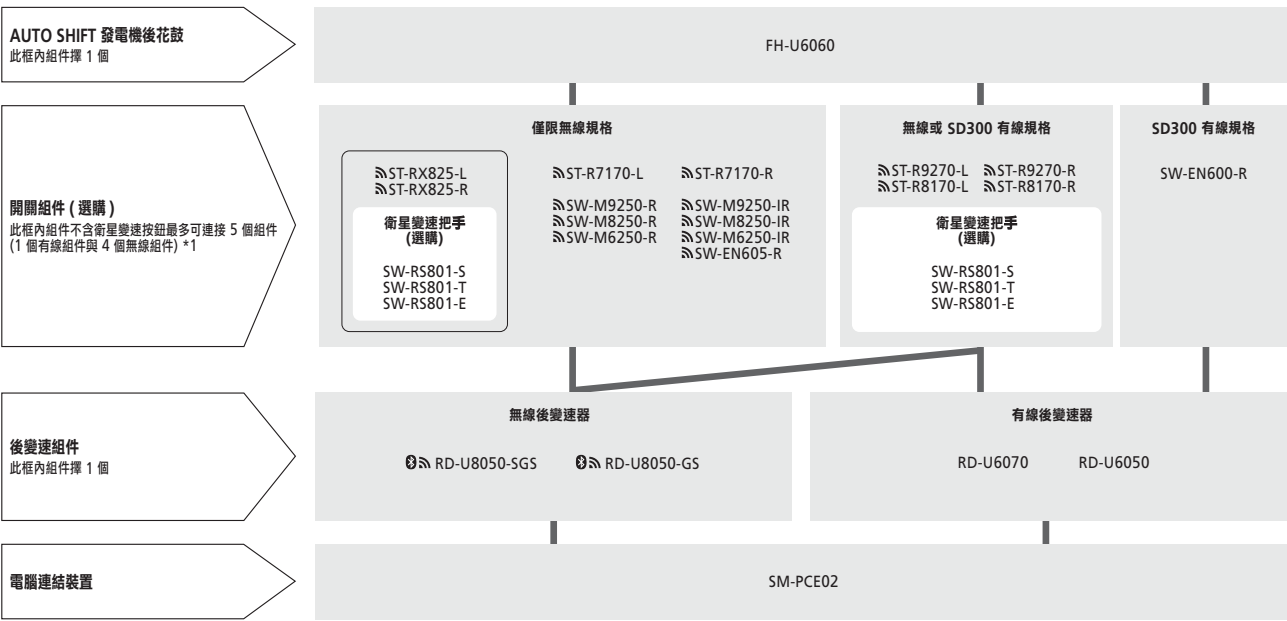 AUTO SHIFT 發電機後花鼓
此框內組件擇 1 個
FH-U6060
開關組件 ( 選購 )
此框內組件不含衛星變速按鈕最多可連接 5 個組件
(1 個有線組件與 4 個無線組件) *1
僅限無線規格
ST-RX825-L
ST-RX825-R
衛星變速把手
(選購)
SW-RS801-S
SW-RS801-T
SW-RS801-E
ST-R7170-L
ST-R7170-R
SW-M9250-R
SW-M8250-R
SW-M6250-R
SW-M9250-IR
SW-M8250-IR
SW-M6250-IR
SW-EN605-R
無線或 SD300 有線規格
ST-R9270-L ST-R9270-R
ST-R8170-L ST-R8170-R
衛星變速把手
(選購)
SW-RS801-S
SW-RS801-T
SW-RS801-E
SD300 有線規格
SW-EN600-R
後變速組件
此框內組件擇 1 個
無線後變速器
RD-U8050-SGS RD-U8050-GS
有線後變速器
RD-U6070 RD-U6050
電腦連結裝置
SM-PCE02